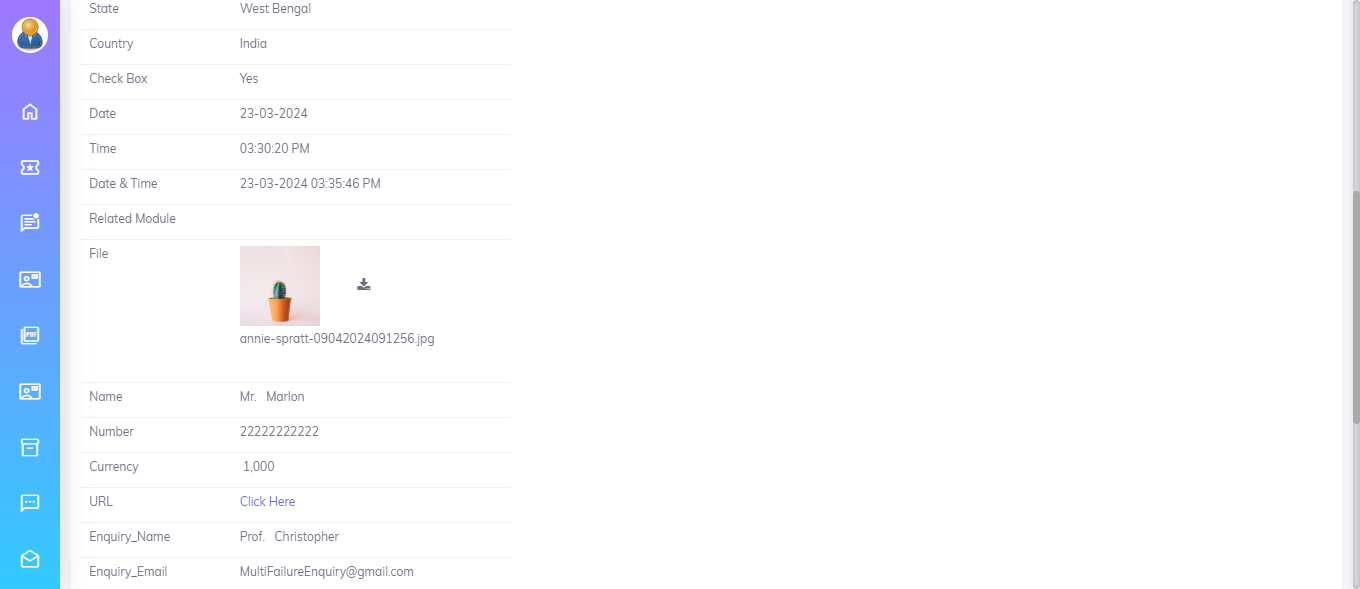 State West Bengal
Country India
Check Box Yes
Date 23-03-2024
Time 03:30:20 PM
Date & Time 23-03-2024 03:35:46 PM
Related Module
File
annie-spratt-09042024091256.jpg
Name Mr. Marlon
Number 22222222222
Currency 1,000
URL Click Here
Enquiry_Name Prof. Christopher
Enquiry_Email MultiFailureEnquiry@gmail.com
PDF